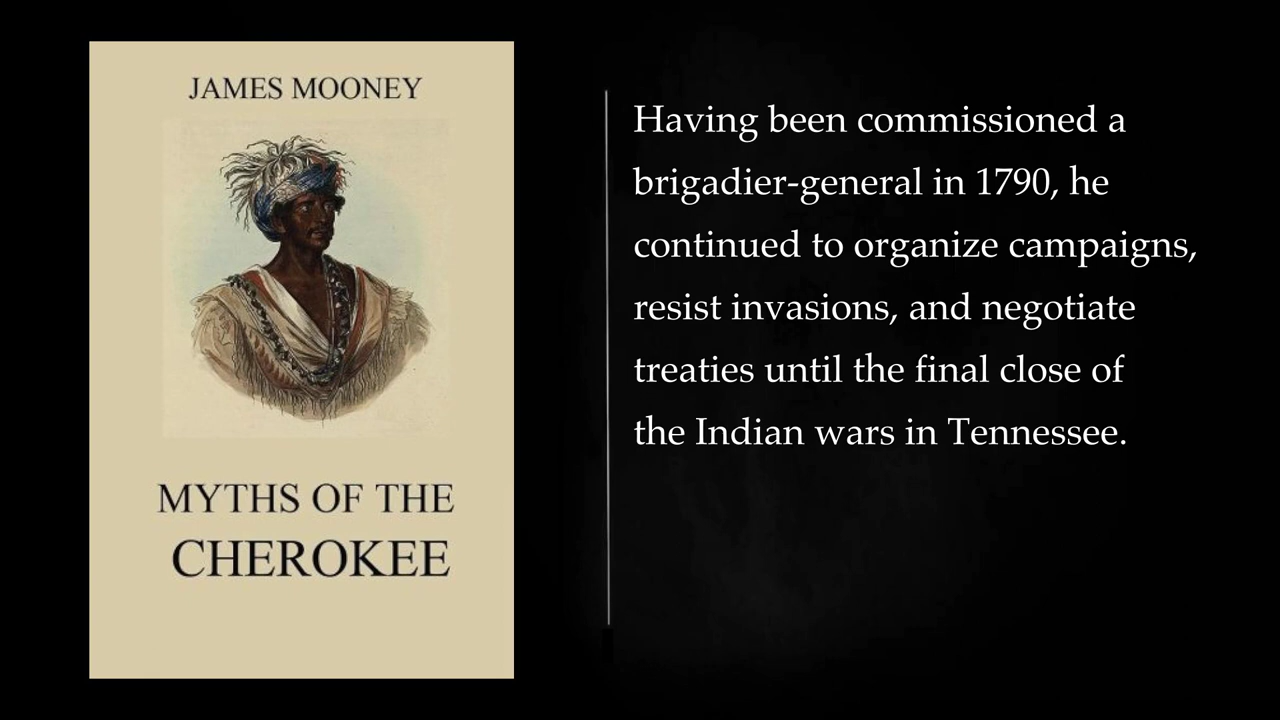 JAMES MOONEY
MYTHS OF THE
CHEROKEE
Having been commissioned a
brigadier-general in 1790, he
continued to organize campaigns,
resist invasions, and negotiate
treaties until the final close of
the Indian wars in Tennessee.